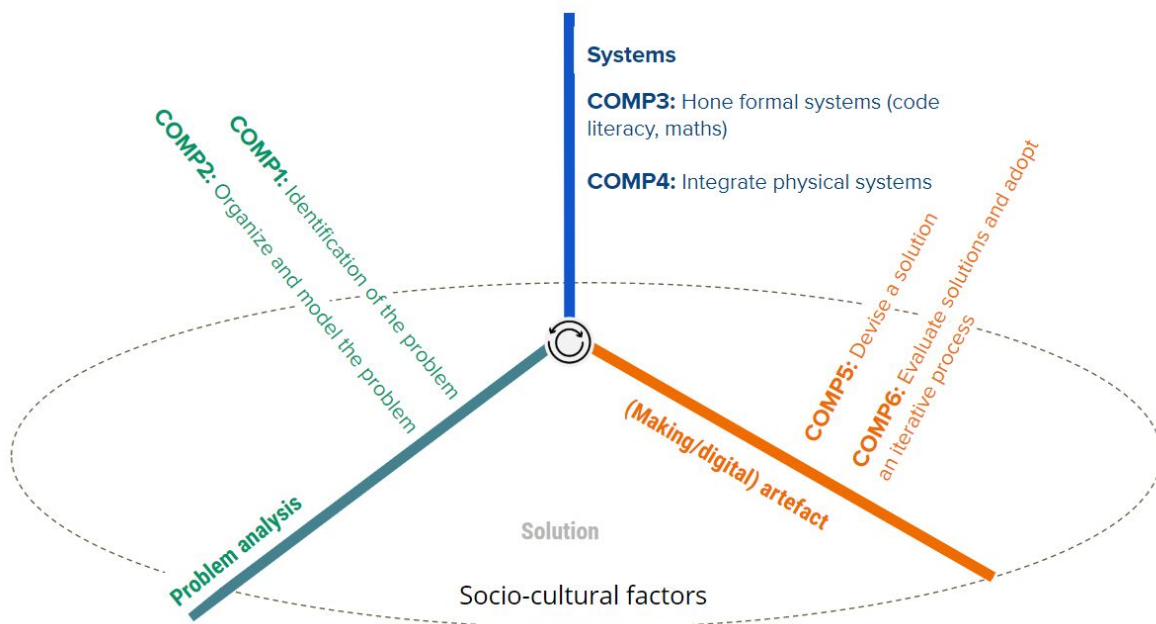 Systems
COMP3: Hone formal systems (code
literacy, maths)
COMP4: Integrate physical systems
COMP1: Identification of the problem
COMP2: Organize and model the problem
Problem analysis
COMP5: Devise a solution
COMP6: Evaluate solutions and adopt
an iterative process
(Making/digital) artefact
Solution
Socio-cultural factors